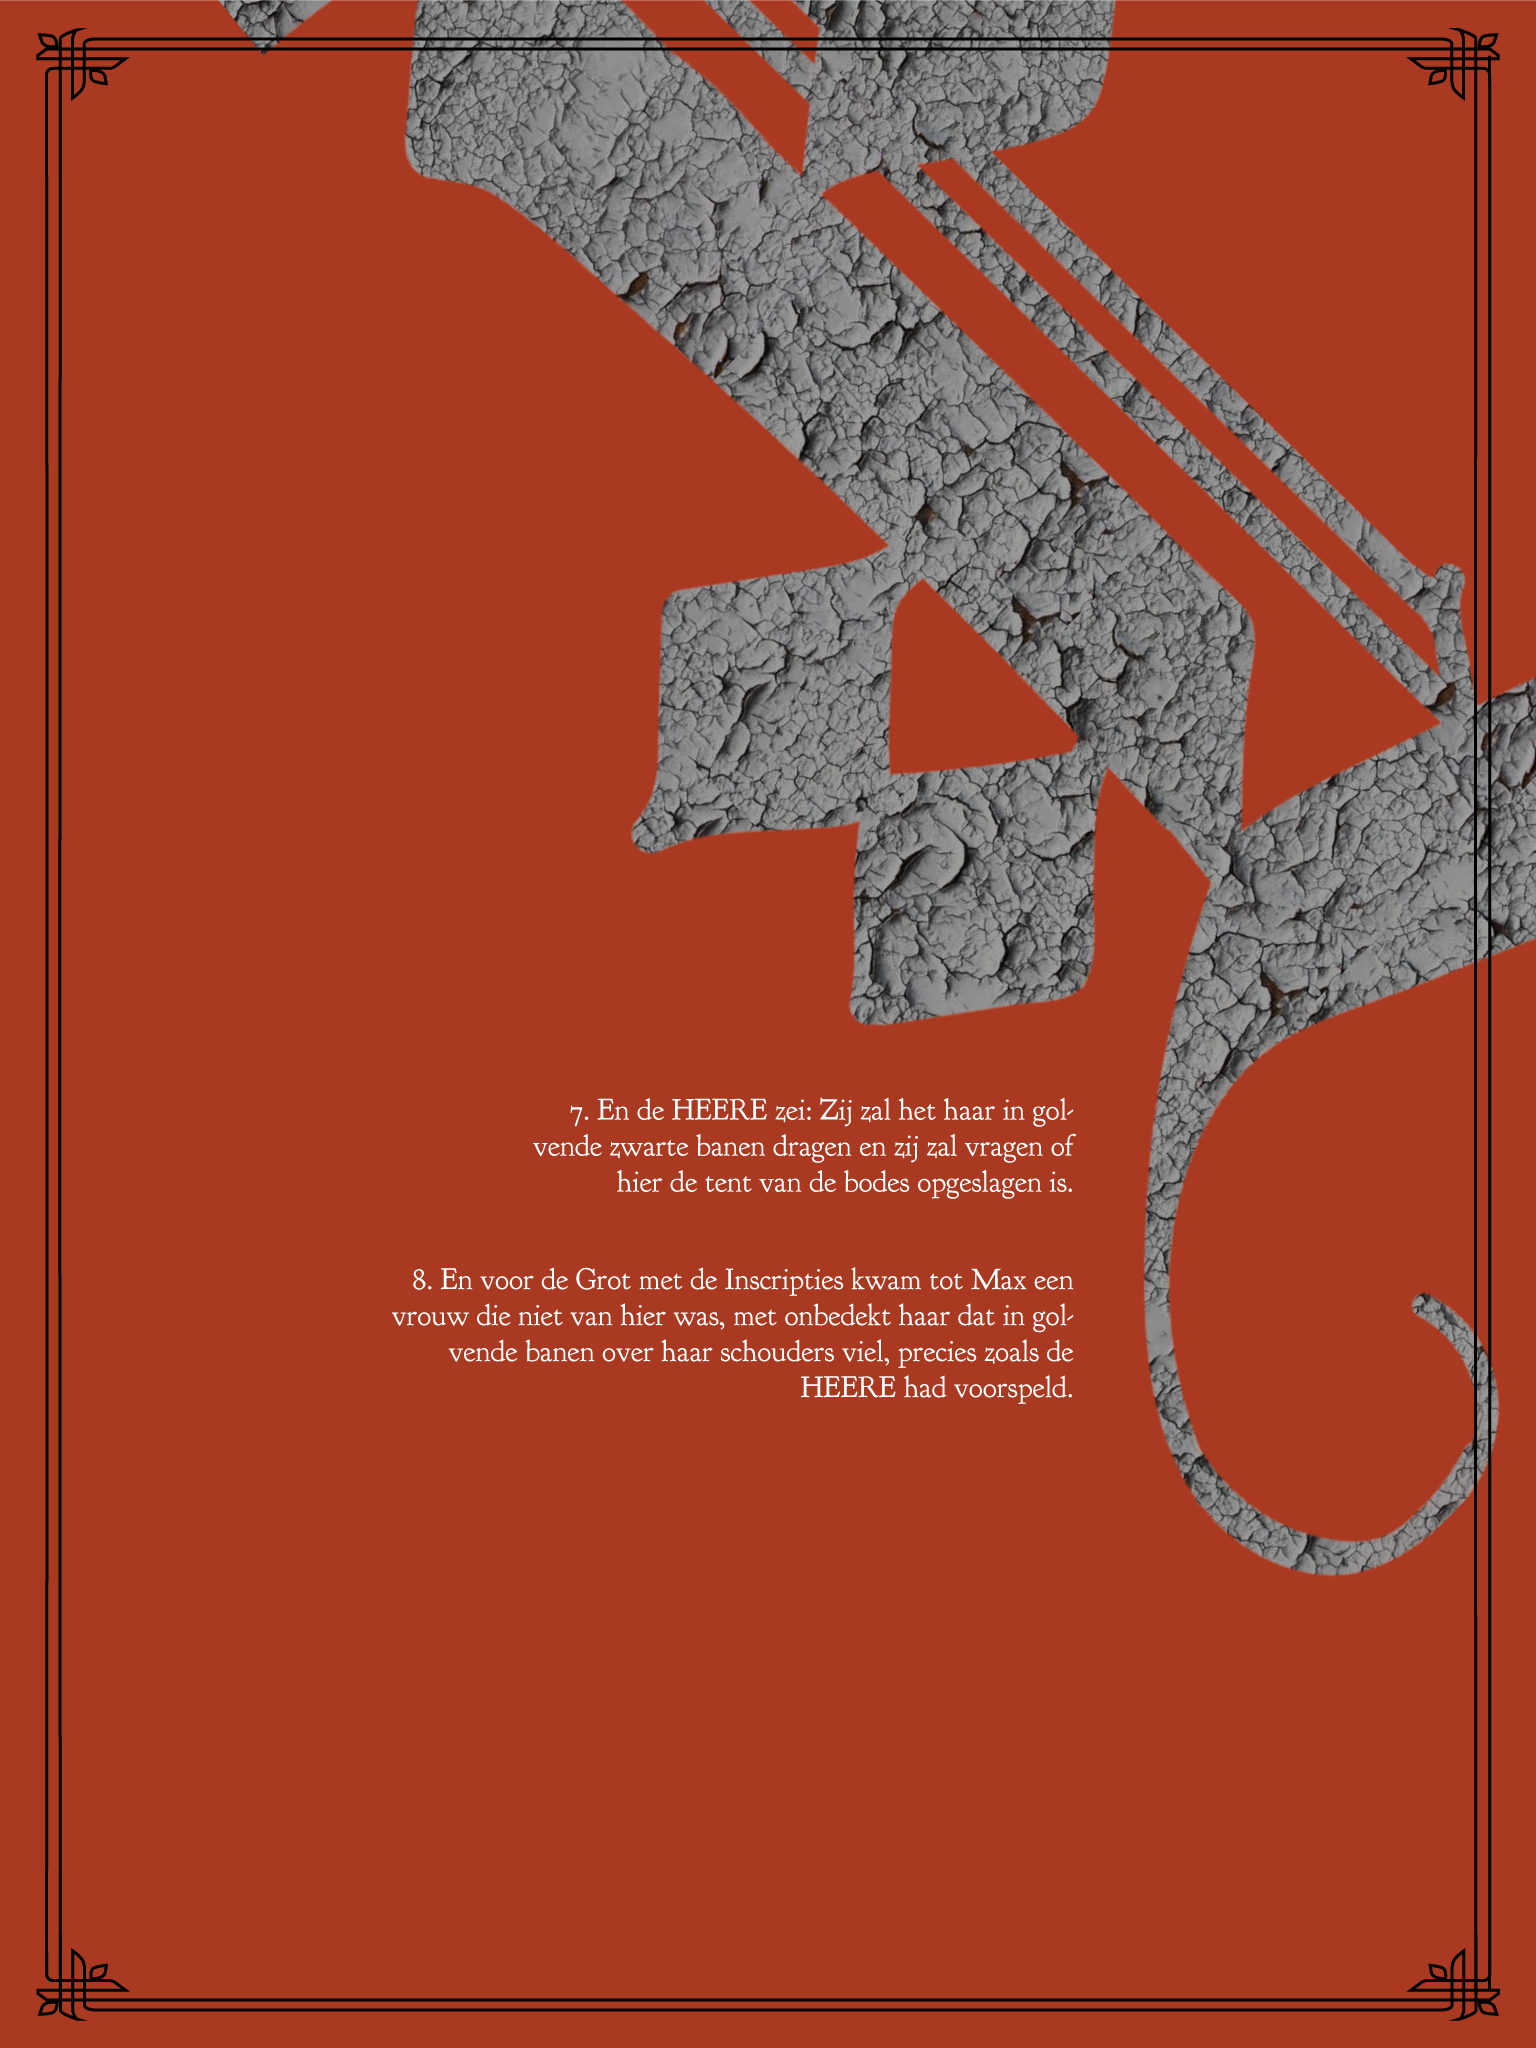 7. En de HEERE zei: Zij zal het haar in gol-
vende zwarte banen dragen en zij zal vragen of
hier de tent van de bodes opgeslagen is.
8. En voor de Grot met de Inscripties kwam tot Max een
vrouw die niet van hier was, met onbedekt haar dat in gol-
vende banen over haar schouders viel, precies zoals de
HEERE had voorspeld.